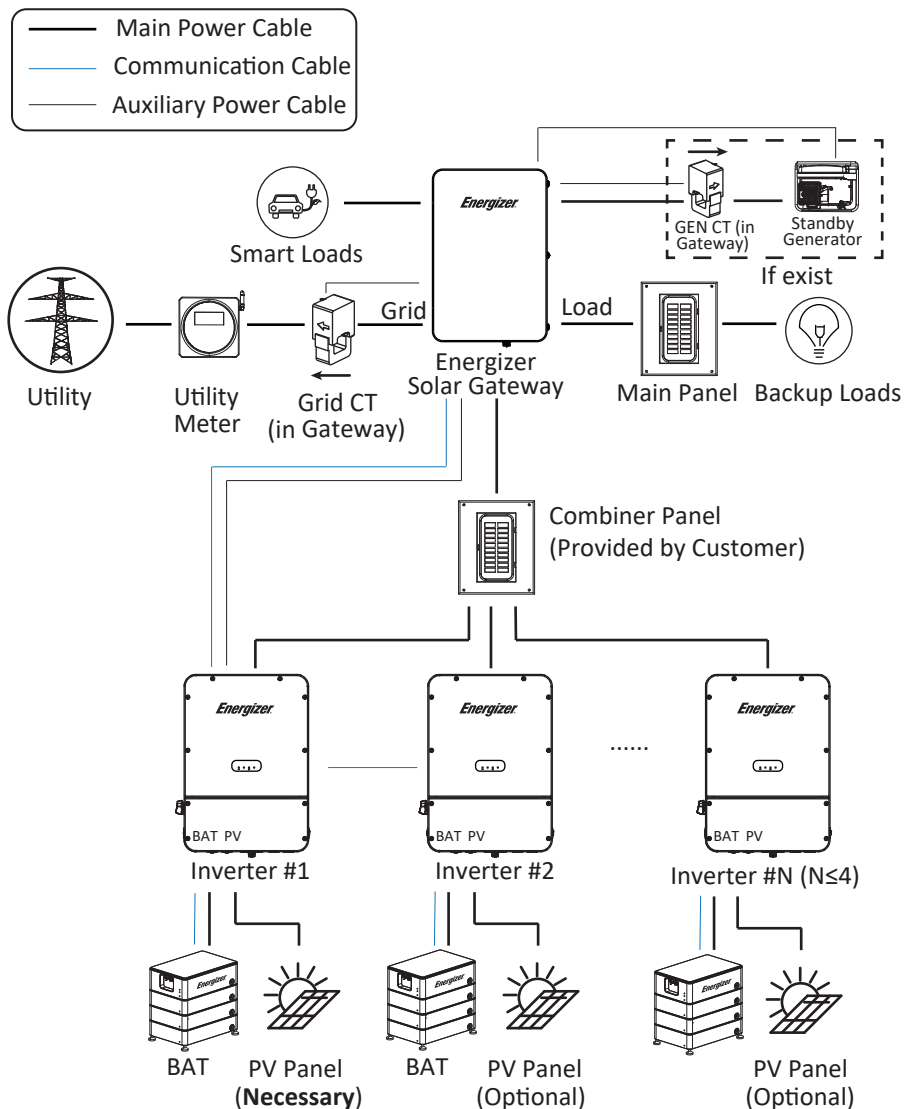 Main Power Cable
Communication Cable
Auxiliary Power Cable
Energizer
Smart Loads
GEN CT (in
Gateway)
Standby
Generator
If exist
Grid
Load
Utility
Utility
Meter
Grid CT
(in Gateway)
Energizer
Solar Gateway
Main Panel
Backup Loads
Combiner Panel
(Provided by Customer)
Energizer
Energizer
Energizer
......
BAT PV
BAT PV
BAT PV
Inverter #1
Inverter #2
Inverter #N (N≤4)
Energizer
Energizer
Energizer
BAT
PV Panel
(Necessary)
BAT
PV Panel
(Optional)
PV Panel
(Optional)